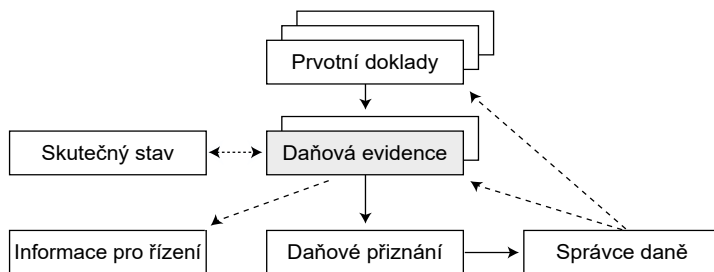 Prvotní doklady
Skutečný stav
Daňová evidence
Informace pro řízení
Daňové přiznání
Správce daně